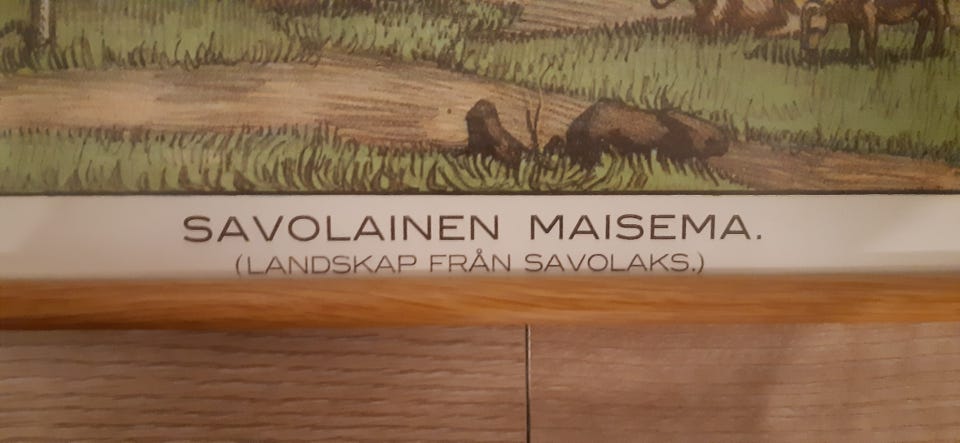 SAVOLAINEN MAISEMA.
(LANDSKAP FRÅN SAVOLAKS.)